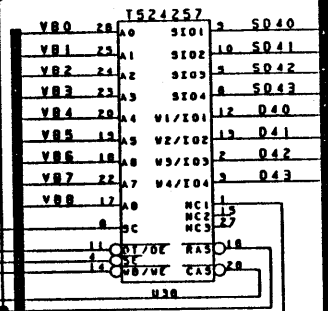 TS24257
VB0 26 A0 SIO1 9 SD40
VB1 25 A1 SIO2 10 SD41
VB2 24 A2 SIO3 5 SD42
VB3 23 A3 SIO4 6 SD43
VB4 20 A4 W1/IO1 12 D40
VB5 19 A5 W2/IO2 13 D41
VB6 18 A6 W3/IO3 2 D42
VB7 22 A7 W4/IO4 3 D43
VB8 17 A8 NC1 1
NC2 15
8 SC NC3 27
11 DT/OE RAS 16
4 SE
14 WB/WE CAS 28
U38